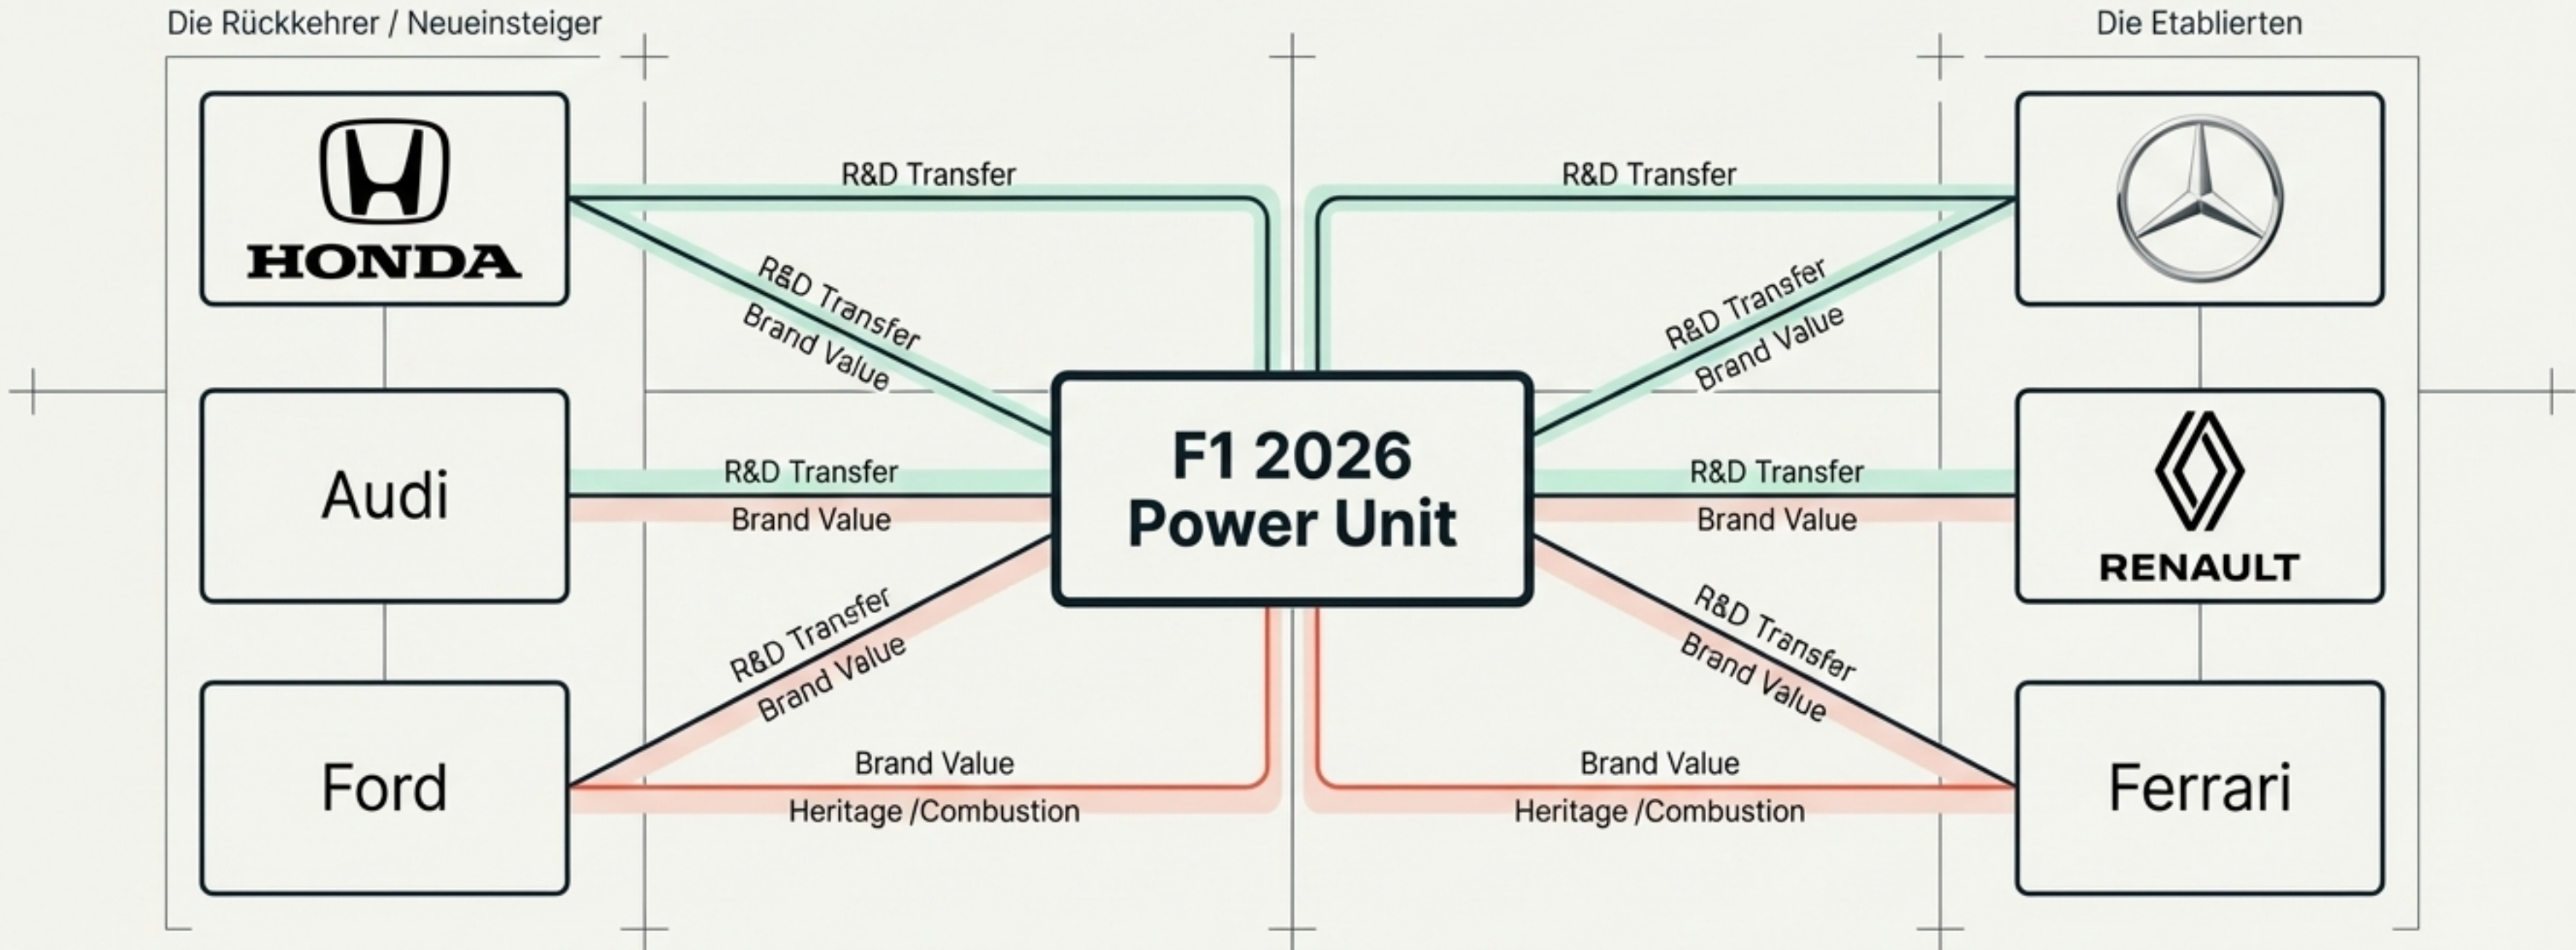 Die Rückkehrer / Neueinsteiger
Die Etablierten
HONDA
R&D Transfer
R&D Transfer
R&D Transfer
Brand Value
R&D Transfer
Brand Value
Audi
R&D Transfer
Brand Value
F1 2026
Power Unit
R&D Transfer
Brand Value
RENAULT
Ford
R&D Transfer
Brand Value
Brand Value
Heritage /Combustion
R&D Transfer
Brand Value
Brand Value
Heritage /Combustion
Ferrari